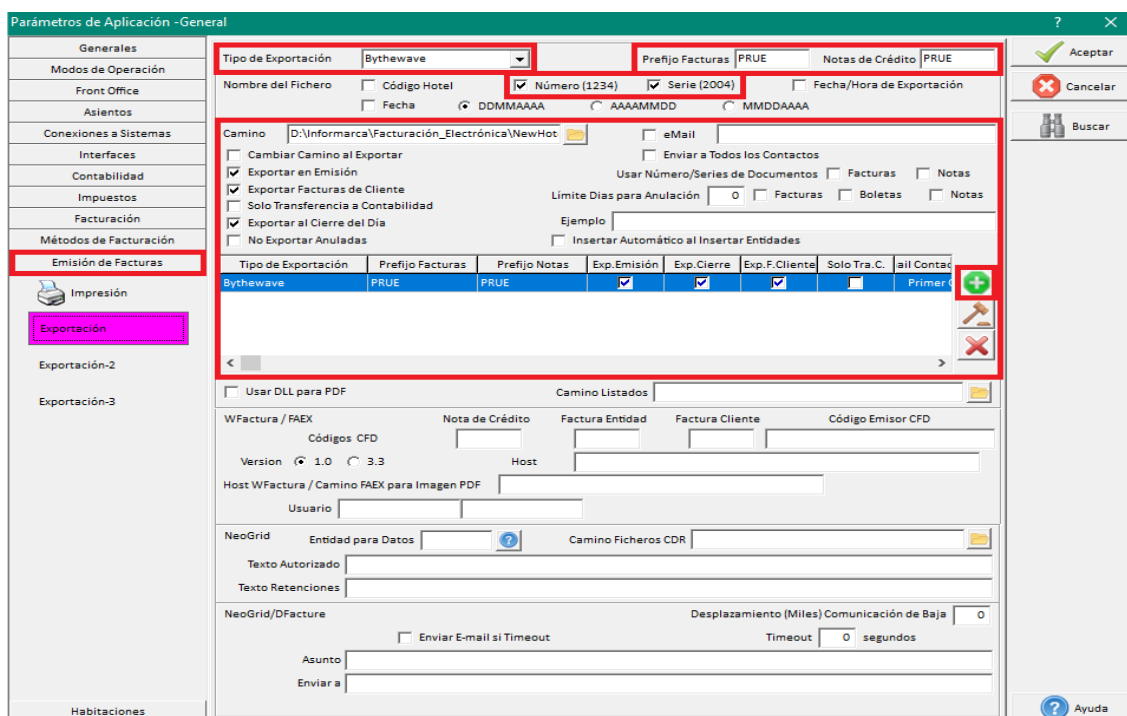 Parámetros de Aplicación -General ? ✕
Generales
Modos de Operación
Front Office
Asientos
Conexiones a Sistemas
Interfaces
Contabilidad
Impuestos
Facturación
Métodos de Facturación
Emisión de Facturas
Impresión
Exportación
Exportación-2
Exportación-3
Habitaciones
Tipo de Exportación Bythewave Prefijo Facturas PRUE Notas de Crédito PRUE
Nombre del Fichero Código Hotel Número (1234) Serie (2004) Fecha/Hora de Exportación
Fecha DDMMAAAA AAAAMMDD MMDDAAAA
Camino D:\Informarca\Facturación_Electrónica\NewHot eMail
Cambiar Camino al Exportar Enviar a Todos los Contactos
Exportar en Emisión Usar Número/Series de Documentos Facturas Notas
Exportar Facturas de Cliente Límite Dias para Anulación 0 Facturas Boletas Notas
Solo Transferencia a Contabilidad
Exportar al Cierre del Día Ejemplo
No Exportar Anuladas Insertar Automático al Insertar Entidades
Tipo de Exportación Prefijo Facturas Prefijo Notas Exp.Emisión Exp.Cierre Exp.F.Cliente Solo Tra.C. ail Contac
Bythewave PRUE PRUE Primer
Usar DLL para PDF Camino Listados
WFactura / FAEX Nota de Crédito Factura Entidad Factura Cliente Código Emisor CFD
Códigos CFD
Version 1.0 3.3 Host
Host WFactura / Camino FAEX para Imagen PDF
Usuario
NeoGrid Entidad para Datos Camino Ficheros CDR
Texto Autorizado
Texto Retenciones
NeoGrid/DFacture Desplazamiento (Miles) Comunicación de Baja 0
Enviar E-mail si Timeout Timeout 0 segundos
Asunto
Enviar a
Aceptar
Cancelar
Buscar
Ayuda